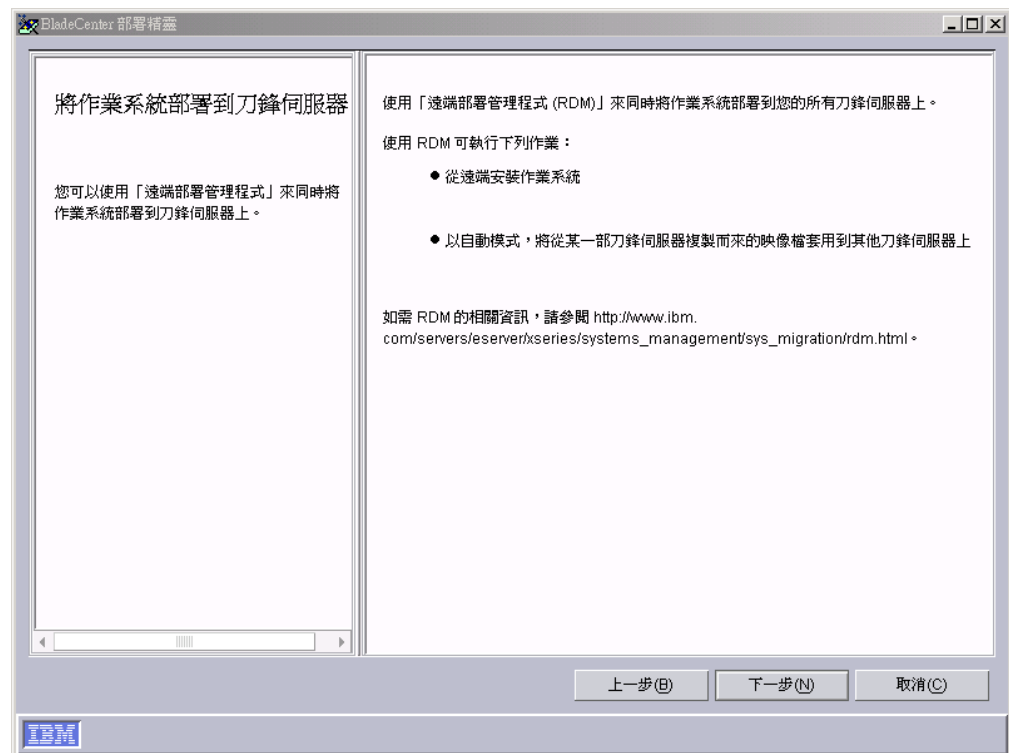 BladeCenter 部署精靈
將作業系統部署到刀鋒伺服器
您可以使用「遠端部署管理程式」來同時將
作業系統部署到刀鋒伺服器上。
使用「遠端部署管理程式 (RDM)」來同時將作業系統部署到您的所有刀鋒伺服器上。
使用 RDM 可執行下列作業：
● 從遠端安裝作業系統
● 以自動模式，將從某一部刀鋒伺服器複製而來的映像檔套用到其他刀鋒伺服器上
如需 RDM 的相關資訊，請參閱 http://www.ibm.
com/servers/eserver/xseries/systems_management/sys_migration/rdm.html。
上一步(B)
下一步(N)
取消(C)
IBM